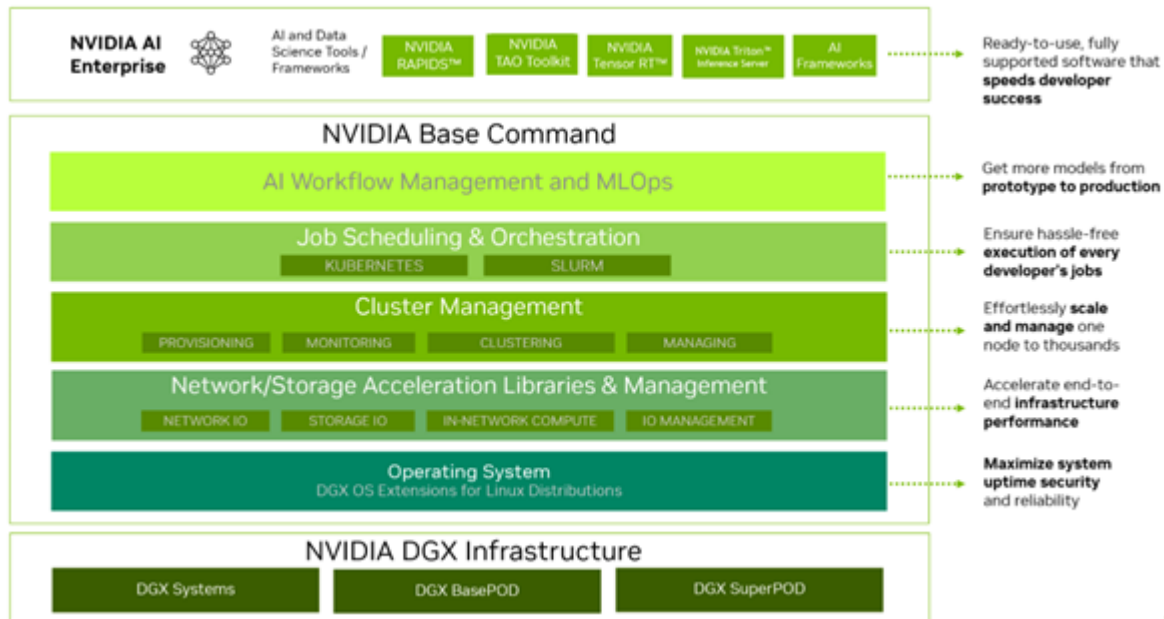 NVIDIA AI
Enterprise
AI and Data
Science Tools /
Frameworks
NVIDIA
RAPIDS™
NVIDIA
TAO Toolkit
NVIDIA
Tensor RT™
NVIDIA Triton™
Inference Server
AI
Frameworks
Ready-to-use, fully
supported software that
speeds developer
success
NVIDIA Base Command
AI Workflow Management and MLOps
Get more models from
prototype to production
Job Scheduling & Orchestration
KUBERNETES
SLURM
Ensure hassle-free
execution of every
developer's jobs
Cluster Management
PROVISIONING
MONITORING
CLUSTERING
MANAGING
Effortlessly scale
and manage one
node to thousands
Network/Storage Acceleration Libraries & Management
NETWORK IO
STORAGE IO
IN-NETWORK COMPUTE
IO MANAGEMENT
Accelerate end-to-
end infrastructure
performance
Operating System
DGX OS Extensions for Linux Distributions
Maximize system
uptime security
and reliability
NVIDIA DGX Infrastructure
DGX Systems
DGX BasePOD
DGX SuperPOD